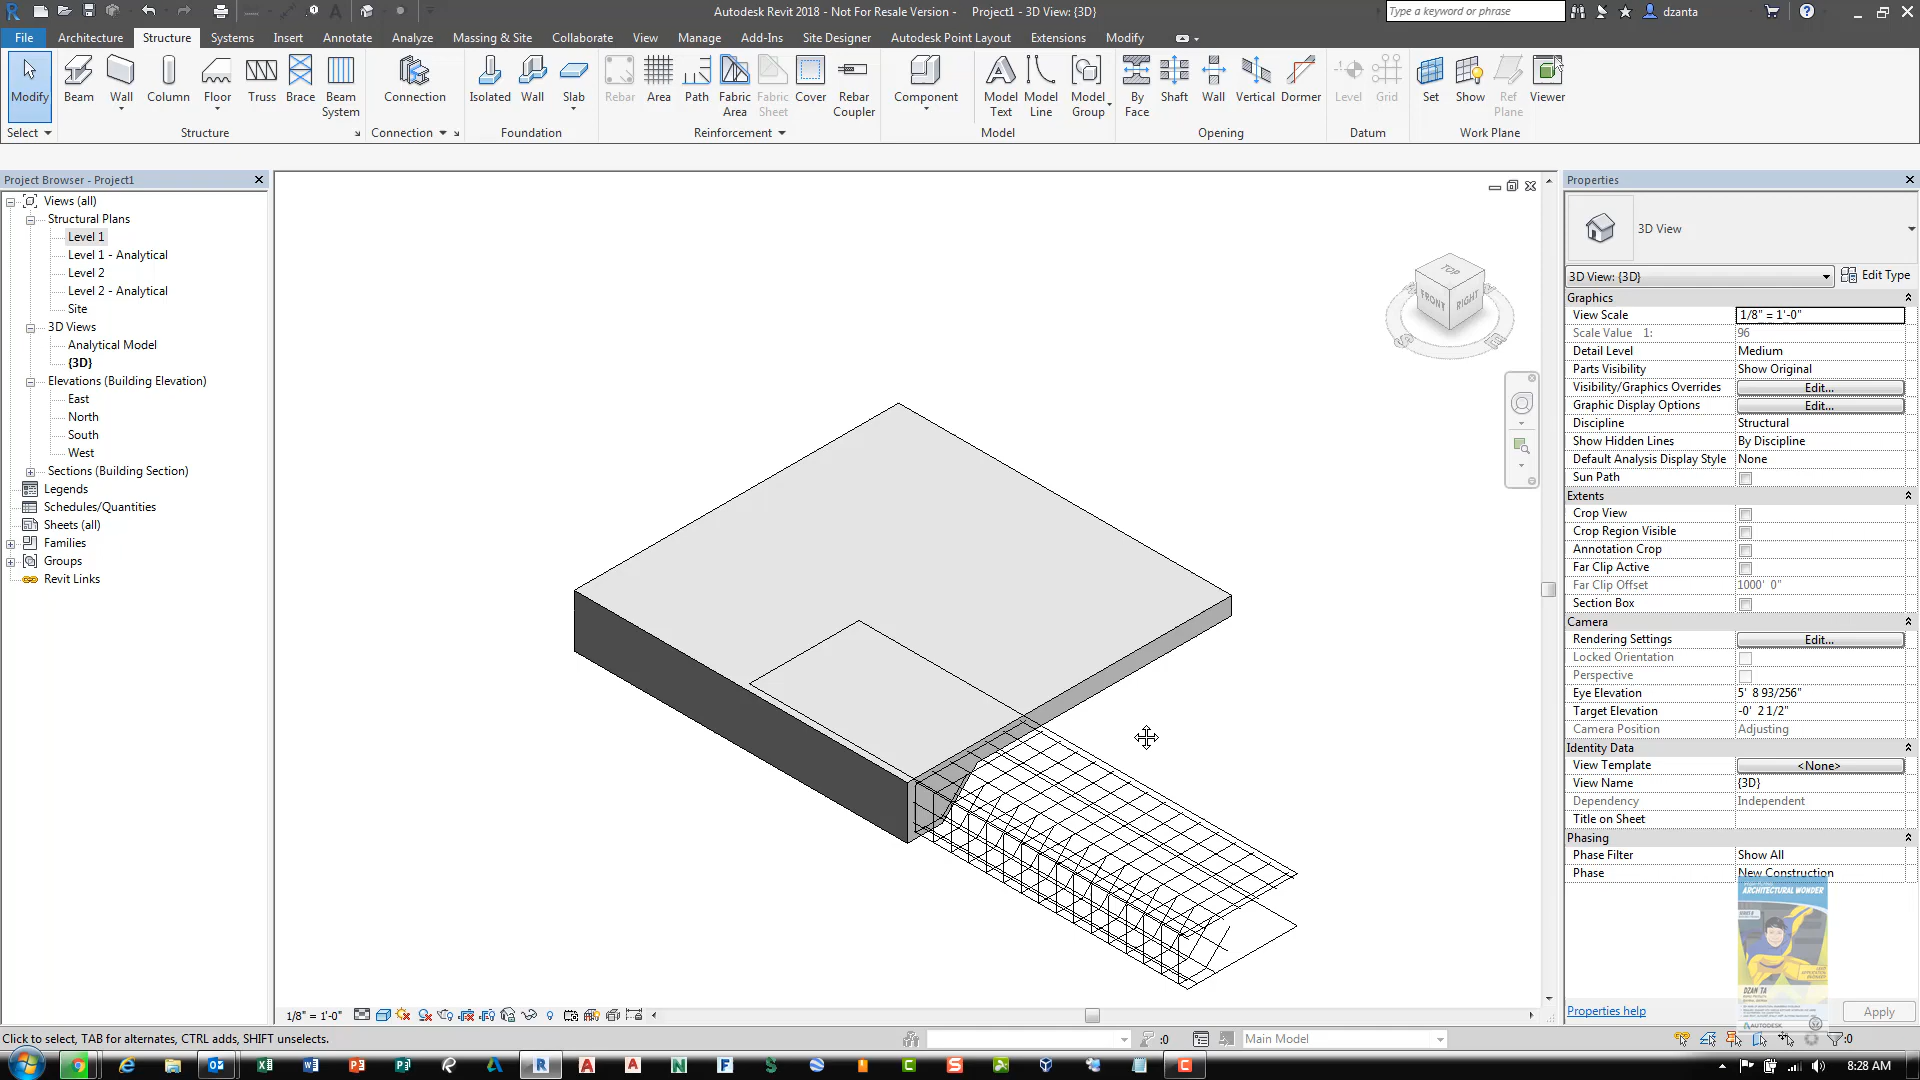 Autodesk Revit 2018 - Not For Resale Version - Project1 - 3D View: {3D}
Type a keyword or phrase
dzanta
File Architecture Structure Systems Insert Annotate Analyze Massing & Site Collaborate View Manage Add-Ins Site Designer Autodesk Point Layout Extensions Modify
Modify Beam Wall Column Floor Truss Brace Beam System Connection Isolated Wall Slab Rebar Area Path Fabric Area Fabric Sheet Cover Rebar Coupler Component Model Text Model Line Model Group By Face Shaft Wall Vertical Dormer Level Grid Set Show Ref Plane Viewer
Select Structure Connection Foundation Reinforcement Model Opening Datum Work Plane
Project Browser - Project1
Views (all)
Structural Plans
Level 1
Level 1 - Analytical
Level 2
Level 2 - Analytical
Site
3D Views
Analytical Model
{3D}
Elevations (Building Elevation)
East
North
South
West
Sections (Building Section)
Legends
Schedules/Quantities
Sheets (all)
Families
Groups
Revit Links
TOP
FRONT
RIGHT
S
E
1/8" = 1'-0"
Properties
3D View
3D View: {3D}
Edit Type
Graphics
View Scale 1/8" = 1'-0"
Scale Value 1: 96
Detail Level Medium
Parts Visibility Show Original
Visibility/Graphics Overrides Edit...
Graphic Display Options Edit...
Discipline Structural
Show Hidden Lines By Discipline
Default Analysis Display Style None
Sun Path
Extents
Crop View
Crop Region Visible
Annotation Crop
Far Clip Active
Far Clip Offset 1000' 0"
Section Box
Camera
Rendering Settings Edit...
Locked Orientation
Perspective
Eye Elevation 5' 8 93/256"
Target Elevation -0' 2 1/2"
Camera Position Adjusting
Identity Data
View Template <None>
View Name {3D}
Dependency Independent
Title on Sheet
Phasing
Phase Filter Show All
Phase New Construction
ARCHITECTURAL WONDER
DZAN TA
AUTODESK
Properties help
Apply
Click to select, TAB for alternates, CTRL adds, SHIFT unselects.
:0
Main Model
:0
8:28 AM